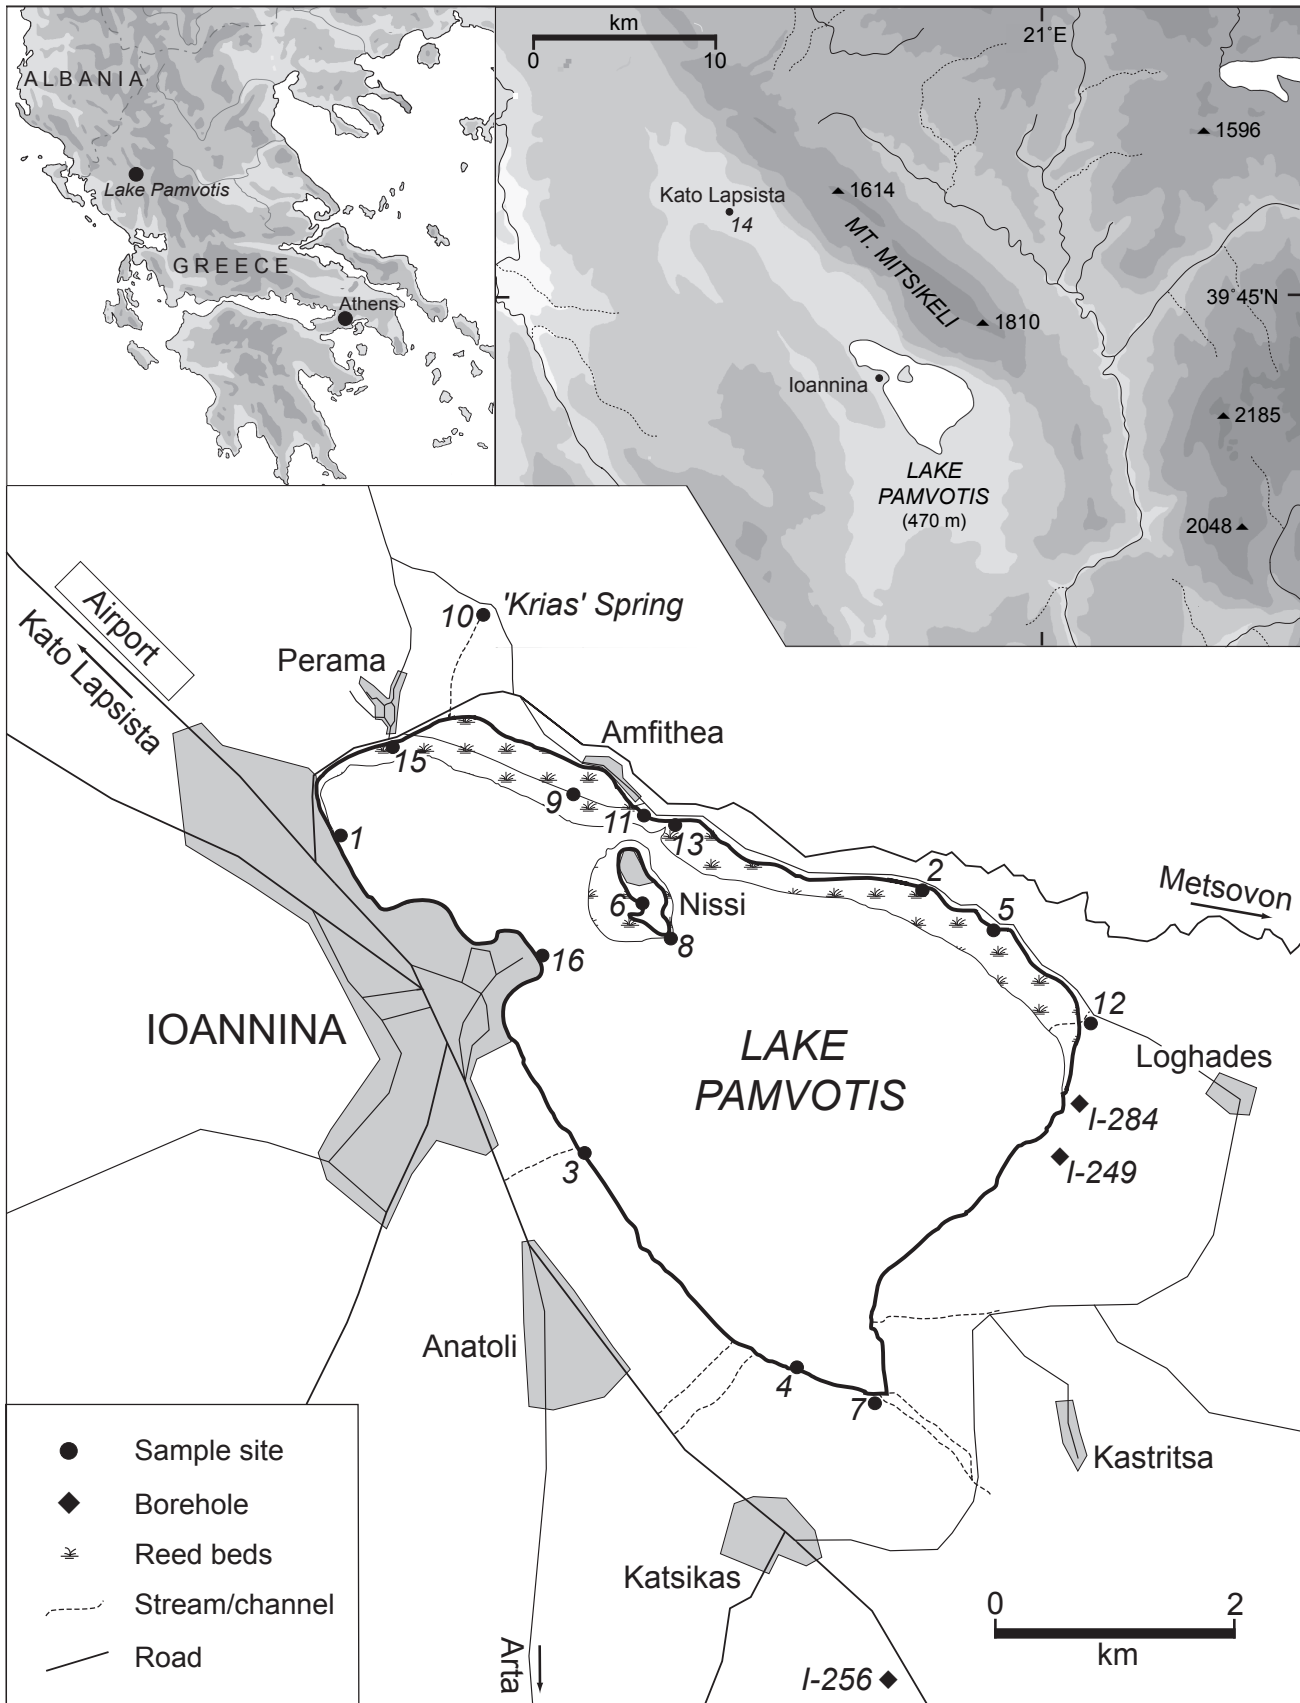 ALBANIA
Lake Pamvotis
GREECE
Athens
km
0 10
21°E
1596
Kato Lapsista
14
1614
MT. MITSIKELI
39°45'N
1810
Ioannina
2185
LAKE
PAMVOTIS
(470 m)
2048
Airport
Kato Lapsista
10 'Krias' Spring
Perama
Amfithea
15
9
11
13
1
2
Metsovon
5
6 Nissi
8
16
12
IOANNINA
LAKE
PAMVOTIS
Loghades
I-284
I-249
3
Anatoli
4
7
Kastritsa
Katsikas
Arta
I-256
Sample site
Borehole
Reed beds
Stream/channel
Road
0 2
km